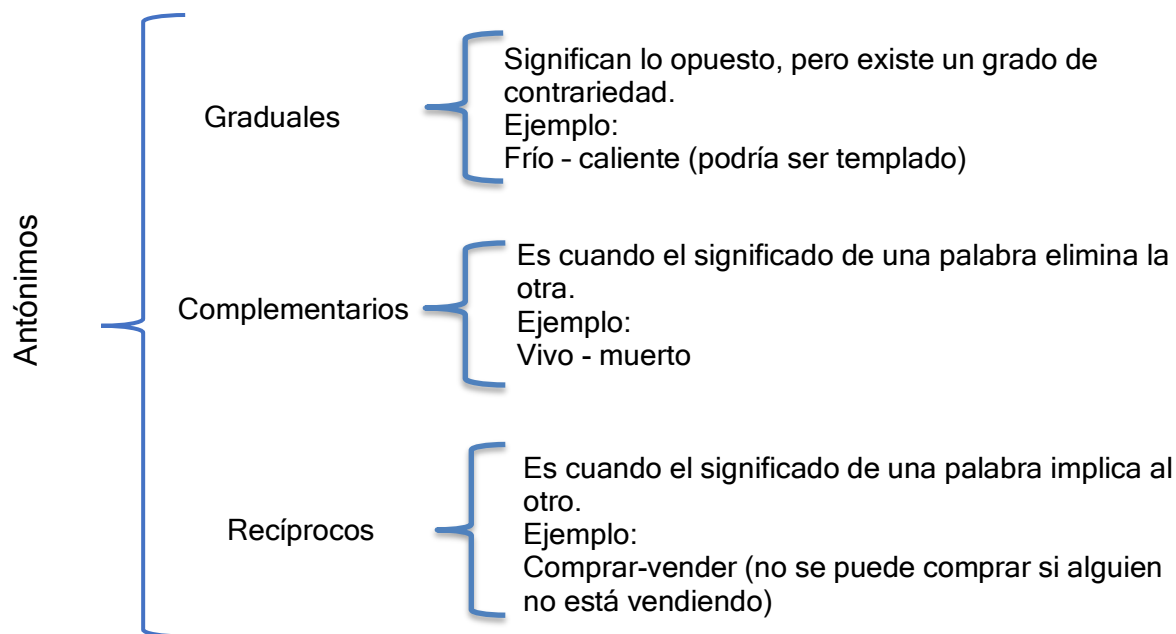 Antónimos
Graduales
Significan lo opuesto, pero existe un grado de
contrariedad.
Ejemplo:
Frío - caliente (podría ser templado)
Complementarios
Es cuando el significado de una palabra elimina la
otra.
Ejemplo:
Vivo - muerto
Recíprocos
Es cuando el significado de una palabra implica al
otro.
Ejemplo:
Comprar-vender (no se puede comprar si alguien
no está vendiendo)